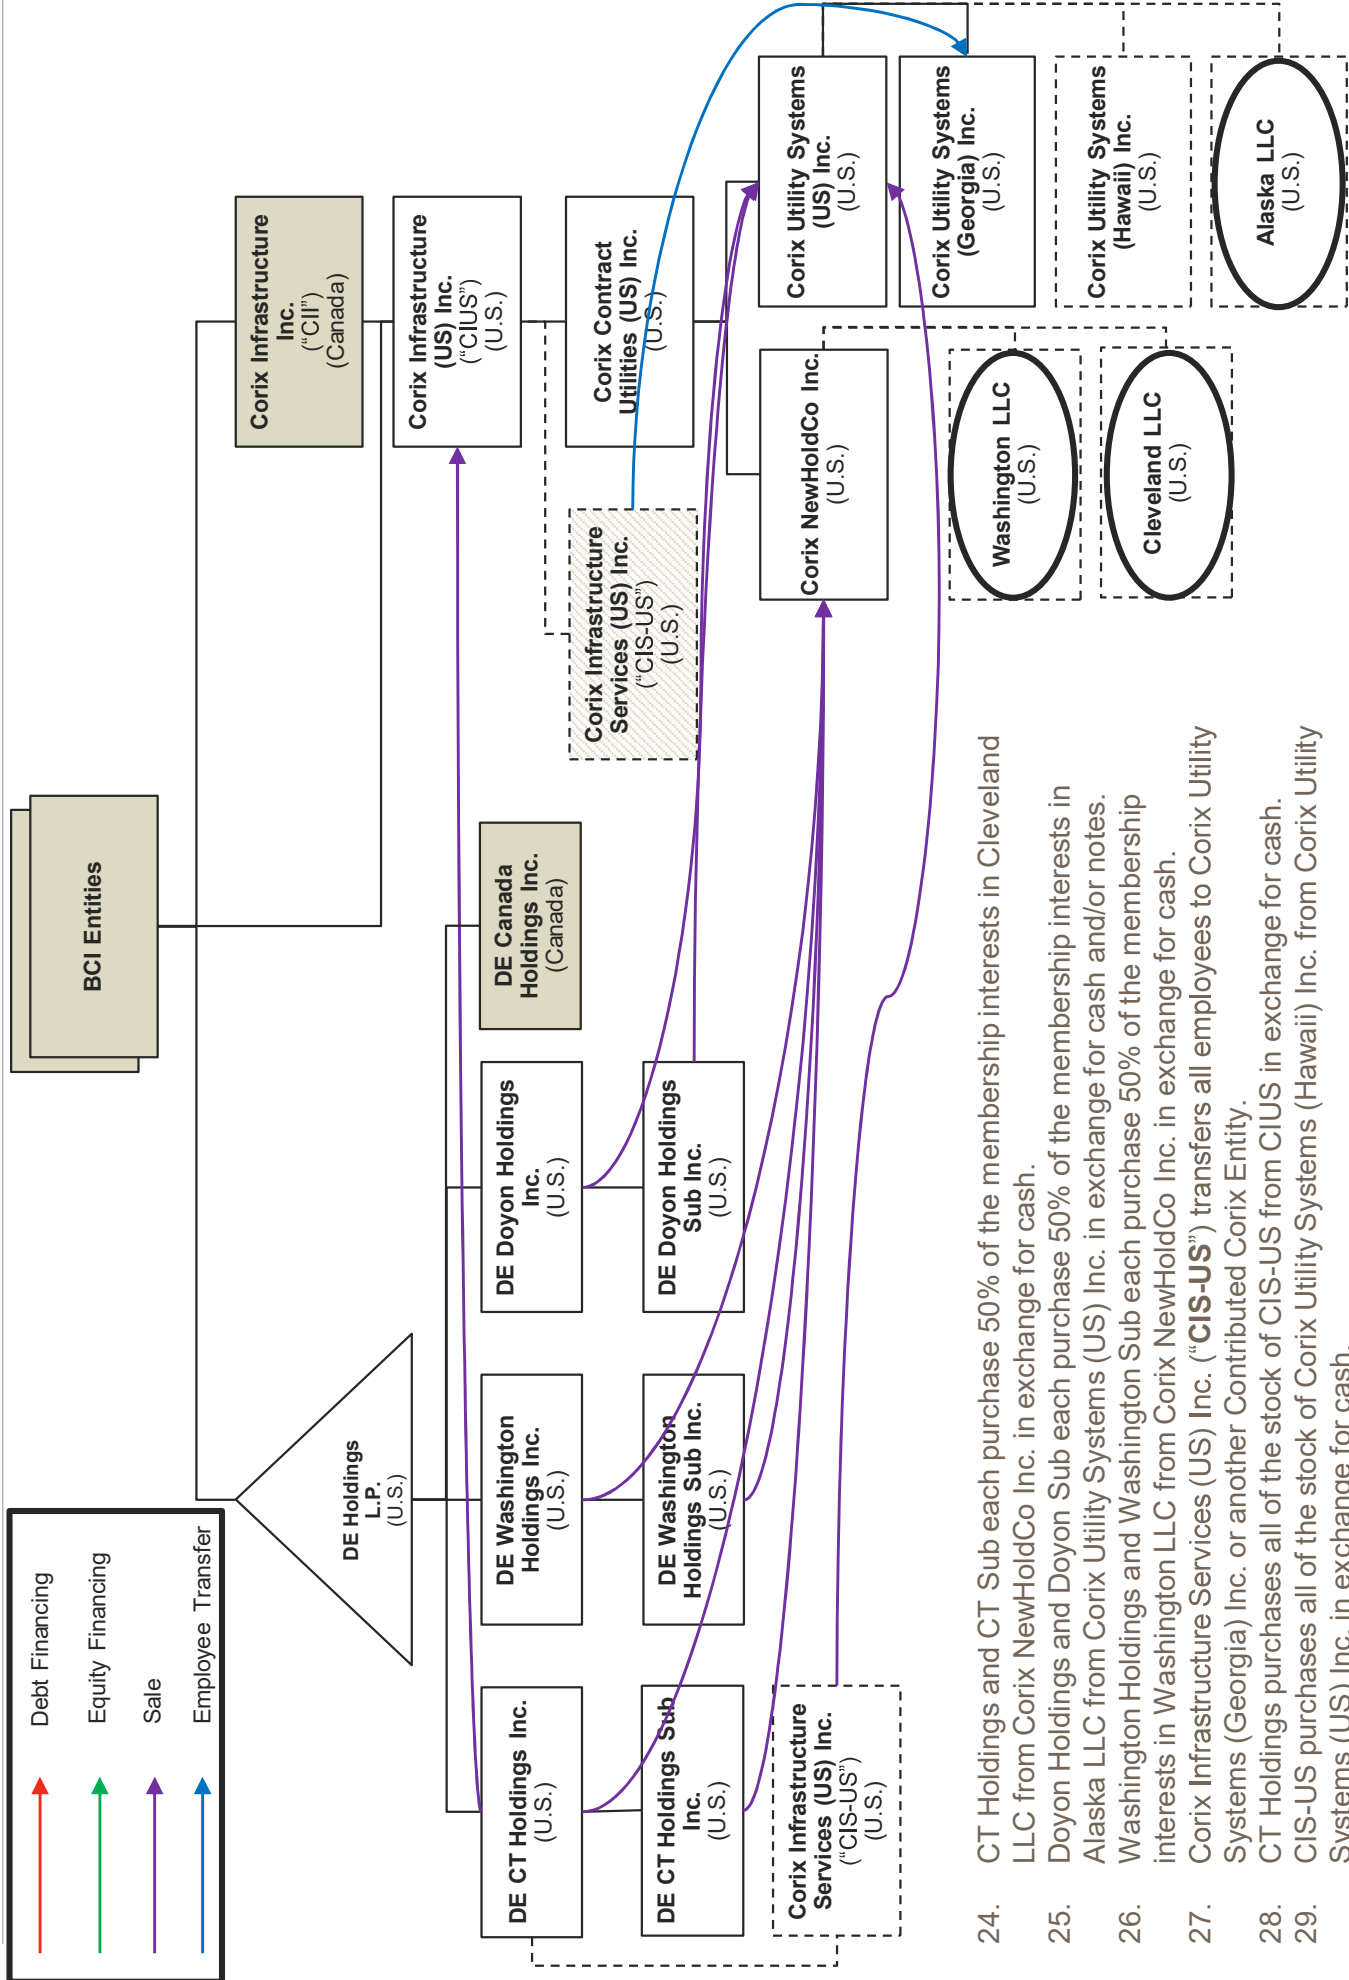 Debt Financing
Equity Financing
Sale
Employee Transfer
BCI Entities
DE Holdings
L.P.
(U.S.)
Corix Infrastructure
Inc.
(“CII”)
(Canada)
Corix Infrastructure
(US) Inc.
(“CIUS”)
(U.S.)
DE CT Holdings Inc.
(U.S.)
DE Washington
Holdings Inc.
(U.S.)
DE Doyon Holdings
Inc.
(U.S.)
DE Canada
Holdings Inc.
(Canada)
Corix Infrastructure
Services (US) Inc.
(“CIS-US”)
(U.S.)
Corix Contract
Utilities (US) Inc.
(U.S.)
DE CT Holdings Sub
Inc.
(U.S.)
DE Washington
Holdings Sub Inc.
(U.S.)
DE Doyon Holdings
Sub Inc.
(U.S.)
Corix Infrastructure
Services (US) Inc.
(“CIS-US”)
(U.S.)
Corix NewHoldCo Inc.
(U.S.)
Corix Utility Systems
(US) Inc.
(U.S.)
Washington LLC
(U.S.)
Corix Utility Systems
(Georgia) Inc.
(U.S.)
Cleveland LLC
(U.S.)
Corix Utility Systems
(Hawaii) Inc.
(U.S.)
Alaska LLC
(U.S.)
24. CT Holdings and CT Sub each purchase 50% of the membership interests in Cleveland
LLC from Corix NewHoldCo Inc. in exchange for cash.
25. Doyon Holdings and Doyon Sub each purchase 50% of the membership interests in
Alaska LLC from Corix Utility Systems (US) Inc. in exchange for cash and/or notes.
26. Washington Holdings and Washington Sub each purchase 50% of the membership
interests in Washington LLC from Corix NewHoldCo Inc. in exchange for cash.
27. Corix Infrastructure Services (US) Inc. (“CIS-US”) transfers all employees to Corix Utility
Systems (Georgia) Inc. or another Contributed Corix Entity.
28. CT Holdings purchases all of the stock of CIS-US from CIUS in exchange for cash.
29. CIS-US purchases all of the stock of Corix Utility Systems (Hawaii) Inc. from Corix Utility
Systems (US) Inc. in exchange for cash.